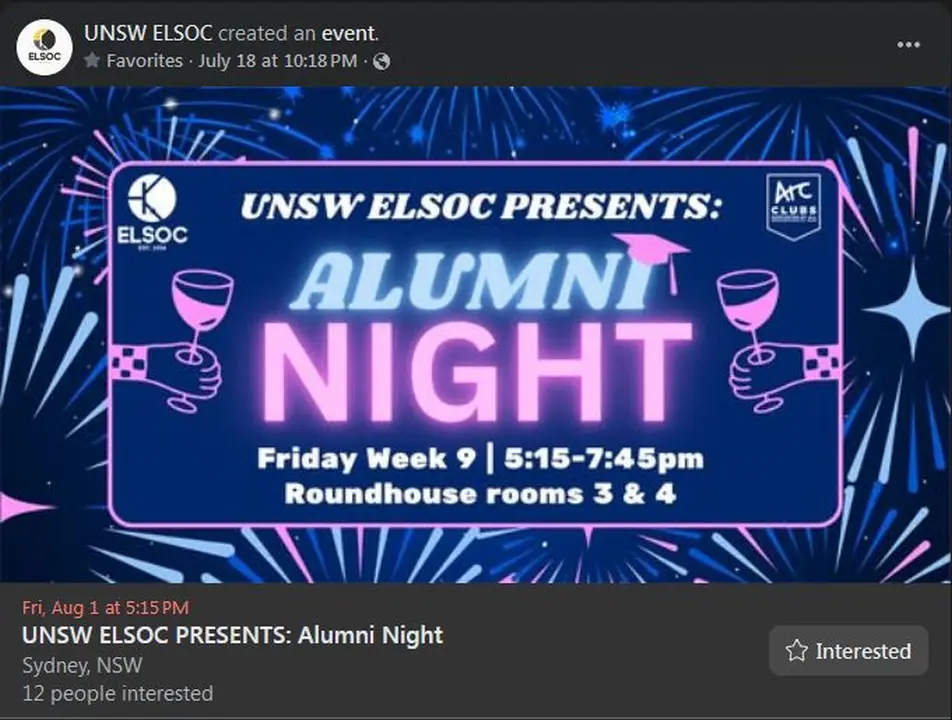 UNSW ELSOC created an event.
Favorites · July 18 at 10:18 PM ·
ELSOC
ELSOC
UNSW ELSOC PRESENTS:
Arc
CLUBS
ALUMNI
NIGHT
Friday Week 9 | 5:15-7:45pm
Roundhouse rooms 3 & 4
Fri, Aug 1 at 5:15 PM
UNSW ELSOC PRESENTS: Alumni Night
Sydney, NSW
12 people interested
Interested